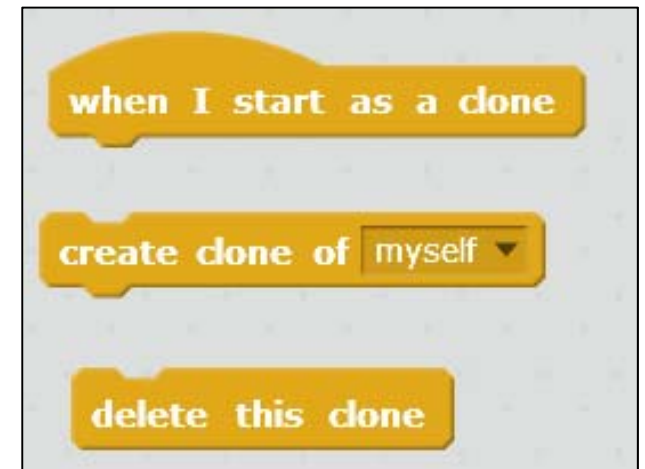 when I start as a clone
create clone of myself
delete this clone